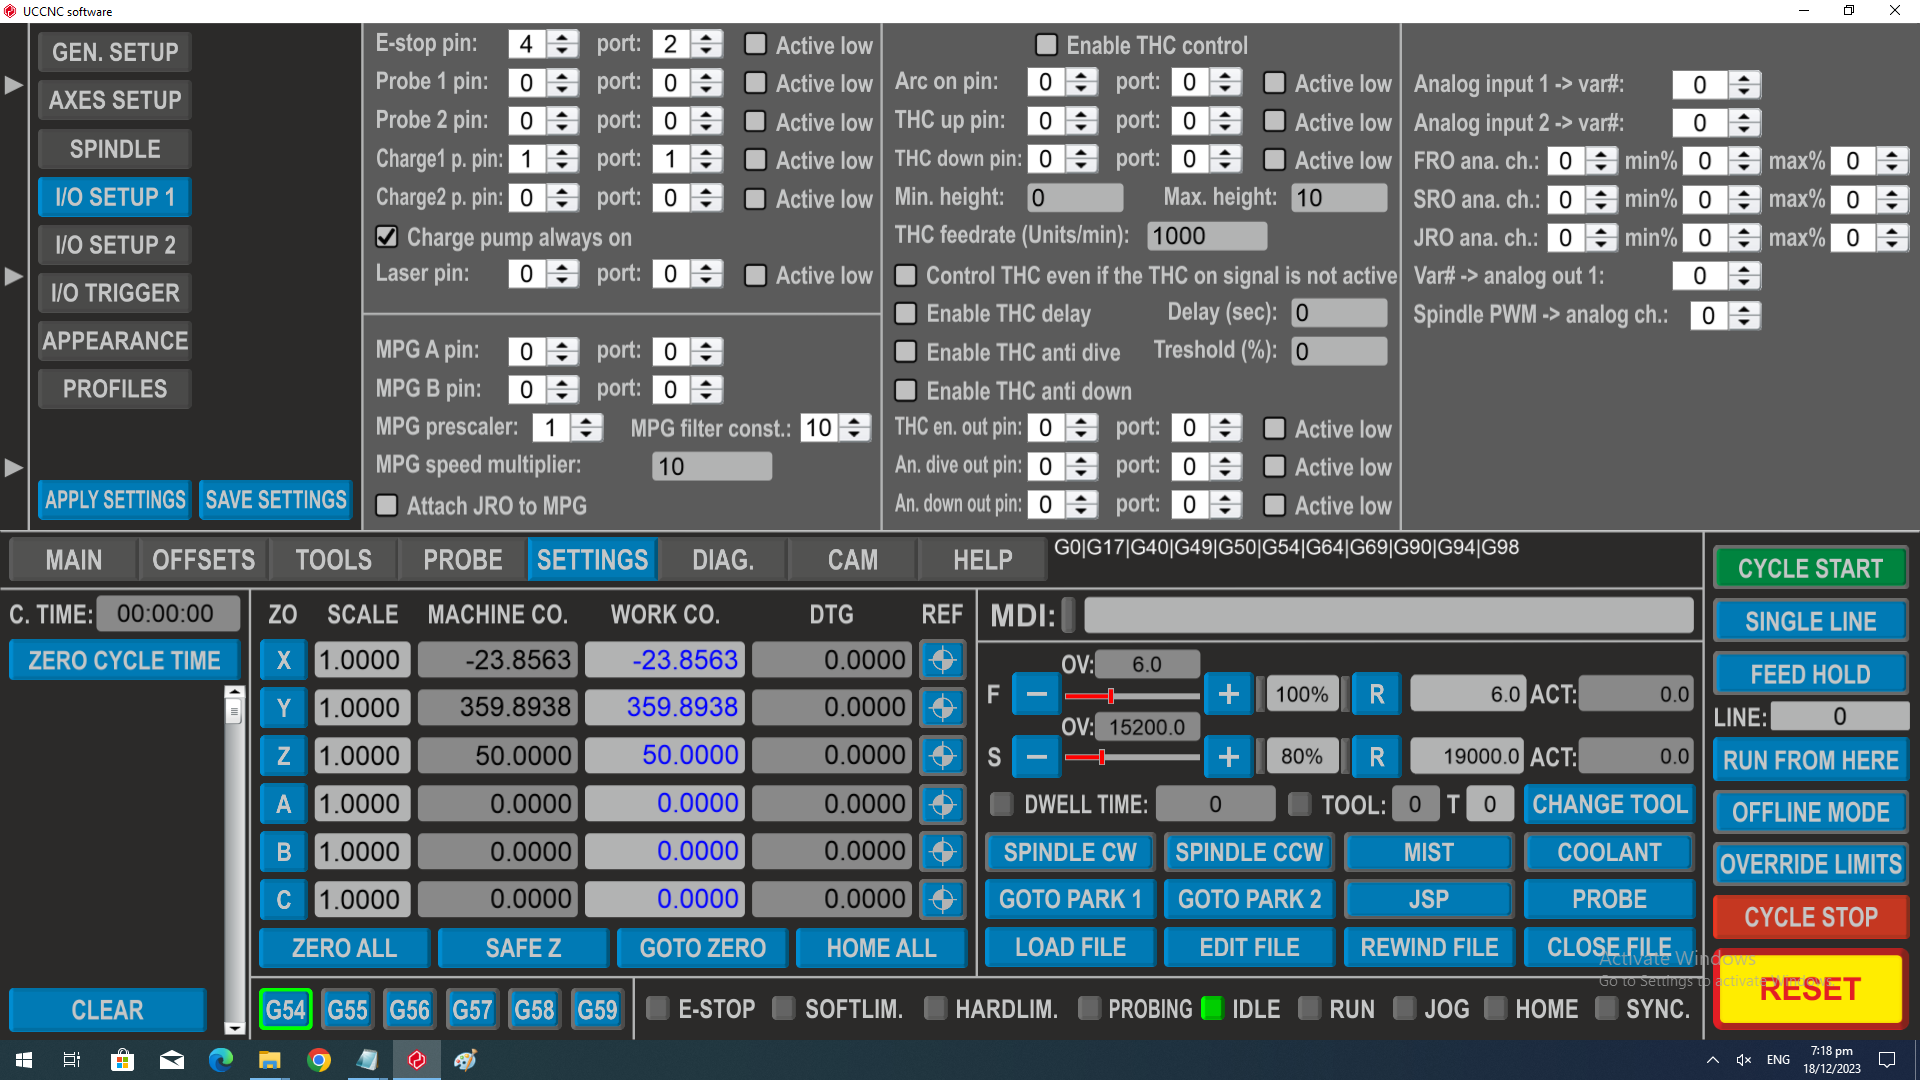 UCCNC software
GEN. SETUP
AXES SETUP
SPINDLE
I/O SETUP 1
I/O SETUP 2
I/O TRIGGER
APPEARANCE
PROFILES
APPLY SETTINGS SAVE SETTINGS
E-stop pin: 4 port: 2 Active low
Probe 1 pin: 0 port: 0 Active low
Probe 2 pin: 0 port: 0 Active low
Charge1 p. pin: 1 port: 1 Active low
Charge2 p. pin: 0 port: 0 Active low
Charge pump always on
Laser pin: 0 port: 0 Active low
MPG A pin: 0 port: 0
MPG B pin: 0 port: 0
MPG prescaler: 1 MPG filter const.: 10
MPG speed multiplier: 10
Attach JRO to MPG
Enable THC control
Arc on pin: 0 port: 0 Active low
THC up pin: 0 port: 0 Active low
THC down pin: 0 port: 0 Active low
Min. height: 0 Max. height: 10
THC feedrate (Units/min): 1000
Control THC even if the THC on signal is not active
Enable THC delay Delay (sec): 0
Enable THC anti dive Treshold (%): 0
Enable THC anti down
THC en. out pin: 0 port: 0 Active low
An. dive out pin: 0 port: 0 Active low
An. down out pin: 0 port: 0 Active low
Analog input 1 -> var#: 0
Analog input 2 -> var#: 0
FRO ana. ch.: 0 min% 0 max% 0
SRO ana. ch.: 0 min% 0 max% 0
JRO ana. ch.: 0 min% 0 max% 0
Var# -> analog out 1: 0
Spindle PWM -> analog ch.: 0
MAIN OFFSETS TOOLS PROBE SETTINGS DIAG. CAM HELP
G0|G17|G40|G49|G50|G54|G64|G69|G90|G94|G98
C. TIME: 00:00:00
ZERO CYCLE TIME
CLEAR
ZO SCALE MACHINE CO. WORK CO. DTG REF
X 1.0000 -23.8563 -23.8563 0.0000
Y 1.0000 359.8938 359.8938 0.0000
Z 1.0000 50.0000 50.0000 0.0000
A 1.0000 0.0000 0.0000 0.0000
B 1.0000 0.0000 0.0000 0.0000
C 1.0000 0.0000 0.0000 0.0000
ZERO ALL SAFE Z GOTO ZERO HOME ALL
G54 G55 G56 G57 G58 G59
MDI:
OV: 6.0
F − + 100% R 6.0 ACT: 0.0
OV: 15200.0
S − + 80% R 19000.0 ACT: 0.0
DWELL TIME: 0 TOOL: 0 T 0 CHANGE TOOL
SPINDLE CW SPINDLE CCW MIST COOLANT
GOTO PARK 1 GOTO PARK 2 JSP PROBE
LOAD FILE EDIT FILE REWIND FILE CLOSE FILE
E-STOP SOFTLIM. HARDLIM. PROBING IDLE RUN JOG HOME SYNC.
CYCLE START
SINGLE LINE
FEED HOLD
LINE: 0
RUN FROM HERE
OFFLINE MODE
OVERRIDE LIMITS
CYCLE STOP
RESET
Activate Windows
Go to Settings to activate Windows.
ENG
7:18 pm
18/12/2023